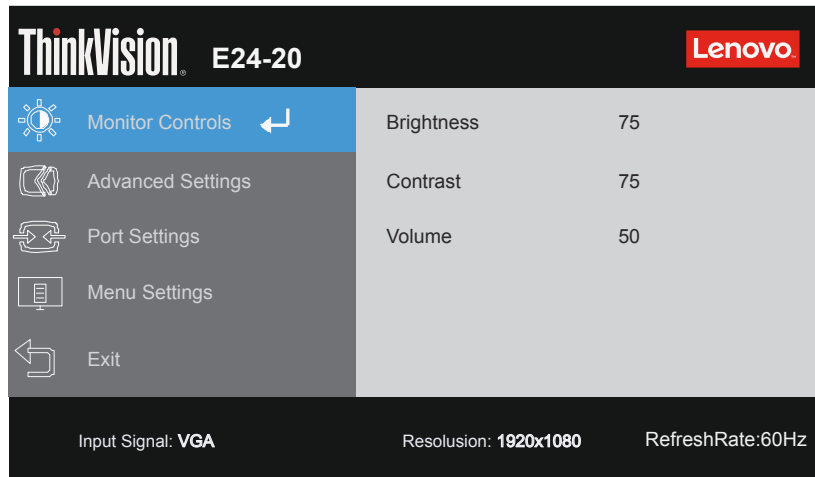 ThinkVision® E24-20
Lenovo
Monitor Controls
Brightness 75
Advanced Settings
Contrast 75
Port Settings
Volume 50
Menu Settings
Exit
Input Signal: VGA
Resolusion: 1920x1080
RefreshRate:60Hz